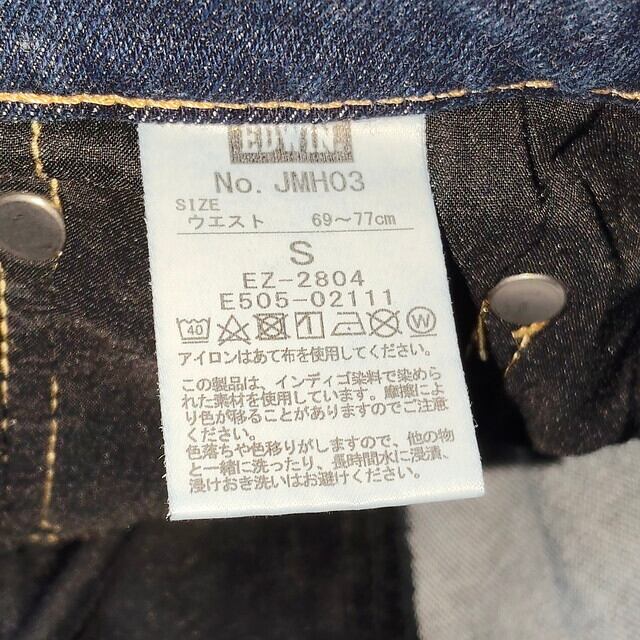 EDWIN
No. JMH03
SIZE
ウエスト 69～77cm
S
EZ-2804
E505-02111
40 1 W
アイロンはあて布を使用してください。
この製品は、インディゴ染料で染めら
れた素材を使用しています。摩擦によ
り色が移ることがありますのでご注意
ください。
色落ちや色移りがしますので、他の物
と一緒に洗ったり、長時間水に浸漬、
浸けおき洗いはお避けください。